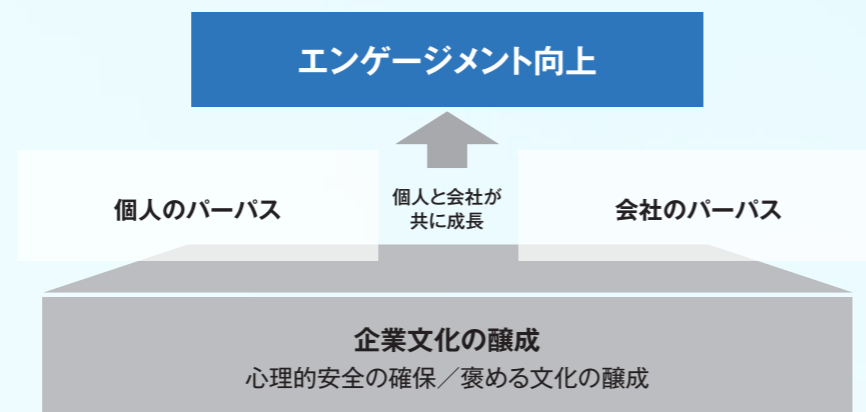 エンゲージメント向上
個人のパーパス
個人と会社が
共に成長
会社のパーパス
企業文化の醸成
心理的安全の確保／褒める文化の醸成